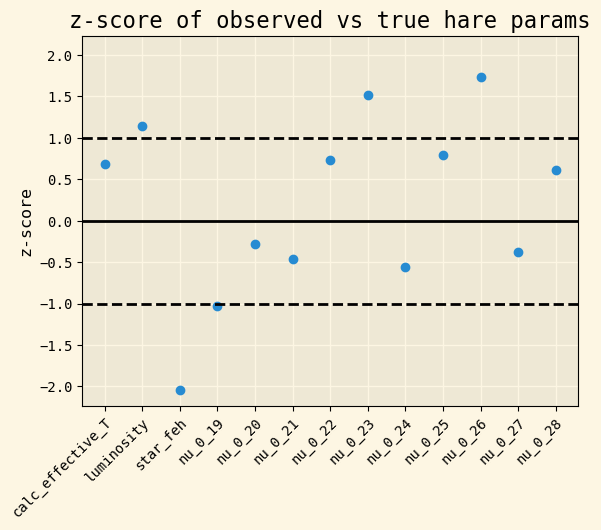 z-score of observed vs true hare params
z-score
2.0
1.5
1.0
0.5
0.0
−0.5
−1.0
−1.5
−2.0
calc_effective_T
luminosity
star_feh
nu_0_19
nu_0_20
nu_0_21
nu_0_22
nu_0_23
nu_0_24
nu_0_25
nu_0_26
nu_0_27
nu_0_28